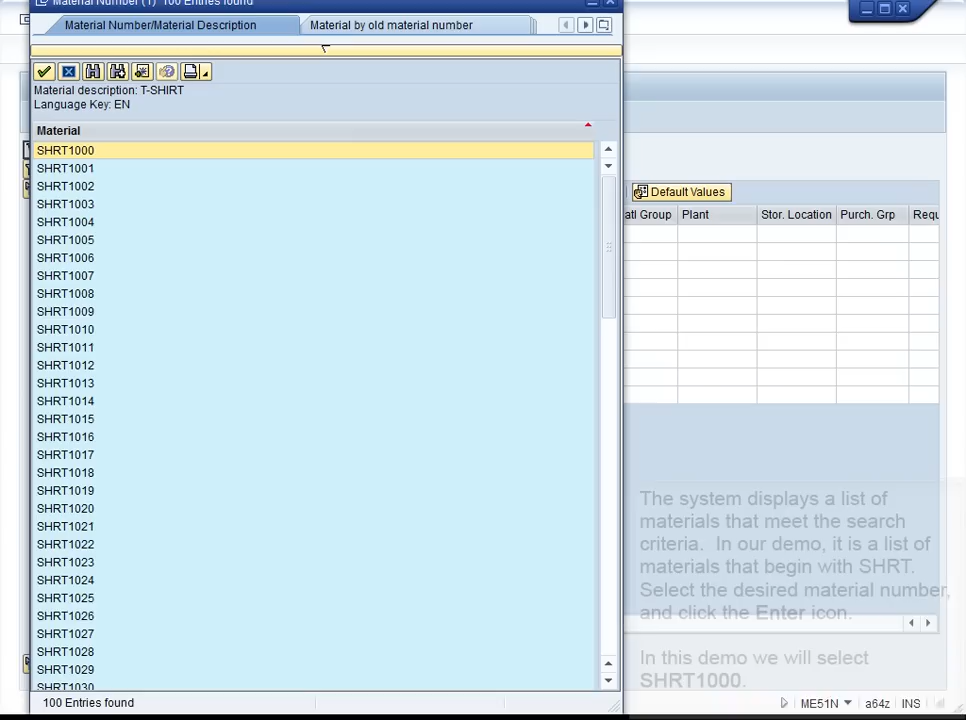 Material Number (1) 100 Entries found
Material Number/Material Description
Material by old material number
Material description: T-SHIRT
Language Key: EN
Material
SHRT1000
SHRT1001
SHRT1002
SHRT1003
SHRT1004
SHRT1005
SHRT1006
SHRT1007
SHRT1008
SHRT1009
SHRT1010
SHRT1011
SHRT1012
SHRT1013
SHRT1014
SHRT1015
SHRT1016
SHRT1017
SHRT1018
SHRT1019
SHRT1020
SHRT1021
SHRT1022
SHRT1023
SHRT1024
SHRT1025
SHRT1026
SHRT1027
SHRT1028
SHRT1029
SHRT1030
100 Entries found
Default Values
atl Group Plant Stor. Location Purch. Grp Requ
The system displays a list of
materials that meet the search
criteria. In our demo, it is a list of
materials that begin with SHRT.
Select the desired material number,
and click the Enter icon.
In this demo we will select
SHRT1000.
ME51N a64z INS